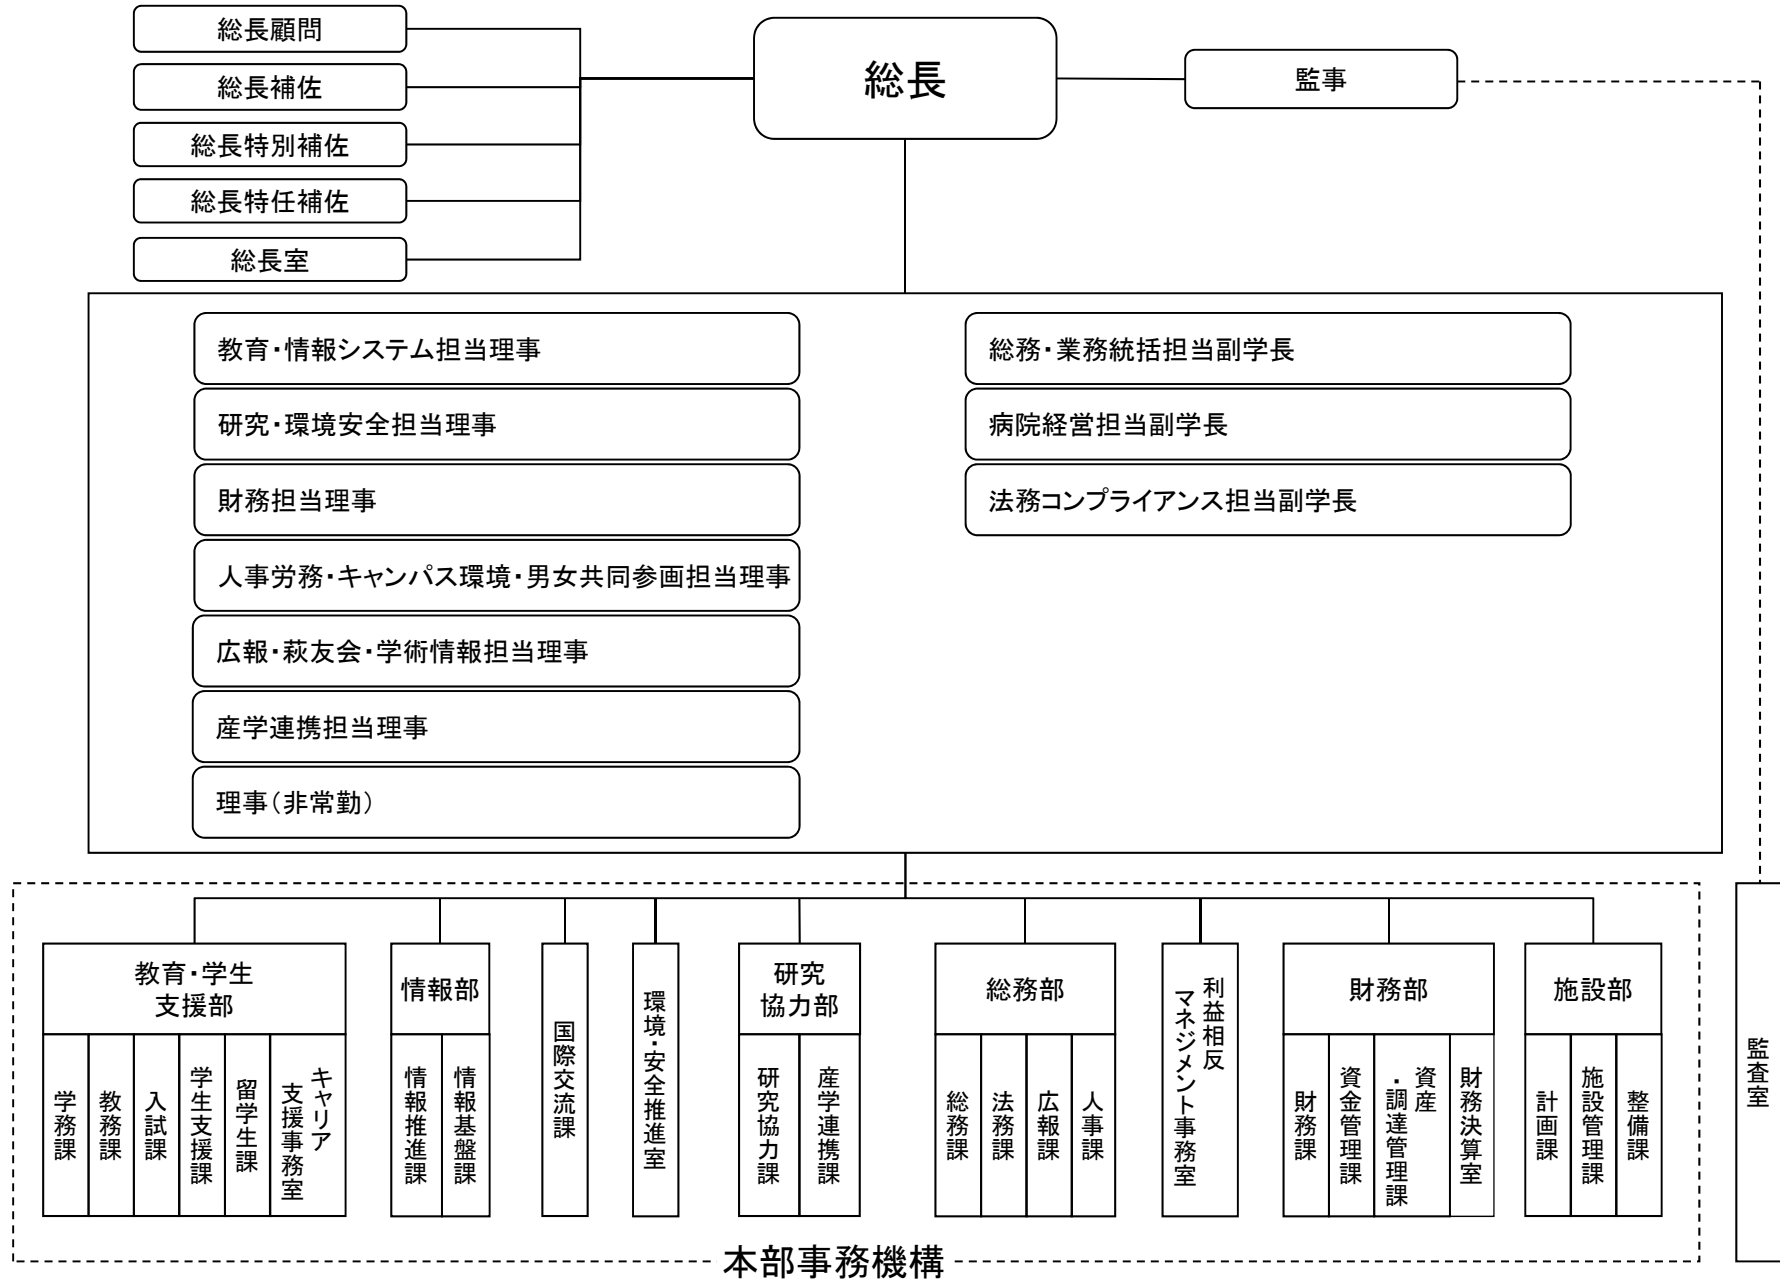 総長顧問
総長補佐
総長特別補佐
総長特任補佐
総長室
総長
監事
教育・情報システム担当理事
研究・環境安全担当理事
財務担当理事
人事労務・キャンパス環境・男女共同参画担当理事
広報・萩友会・学術情報担当理事
産学連携担当理事
理事（非常勤）
総務・業務統括担当副学長
病院経営担当副学長
法務コンプライアンス担当副学長
教育・学生
支援部
学務課
教務課
入試課
学生支援課
留学生課
キャリア
支援事務室
情報部
情報推進課
情報基盤課
国際交流課
環境・安全推進室
研究
協力部
研究協力課
産学連携課
総務部
総務課
法務課
広報課
人事課
利益相反
マネジメント事務室
財務部
財務課
資金管理課
資産
・調達管理課
財務決算室
施設部
計画課
施設管理課
整備課
監査室
本部事務機構